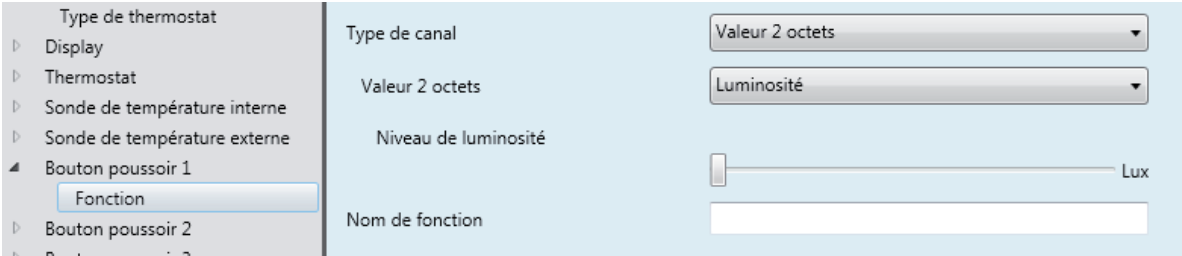 Type de thermostat
Display
Thermostat
Sonde de température interne
Sonde de température externe
Bouton poussoir 1
Fonction
Bouton poussoir 2
Type de canal
Valeur 2 octets
Valeur 2 octets
Luminosité
Niveau de luminosité
Lux
Nom de fonction